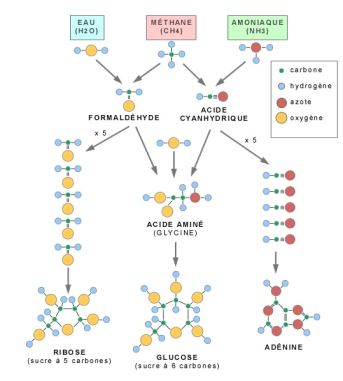 EAU
(H2O)
MÉTHANE
(CH4)
AMONIAQUE
(NH3)
carbone
hydrogène
azote
oxygène
FORMALDÉHYDE
ACIDE
CYANHYDRIQUE
x 5
x 5
ACIDE AMINÉ
(GLYCINE)
RIBOSE
(sucre à 5 carbones)
GLUCOSE
(sucre à 6 carbones)
ADÉNINE